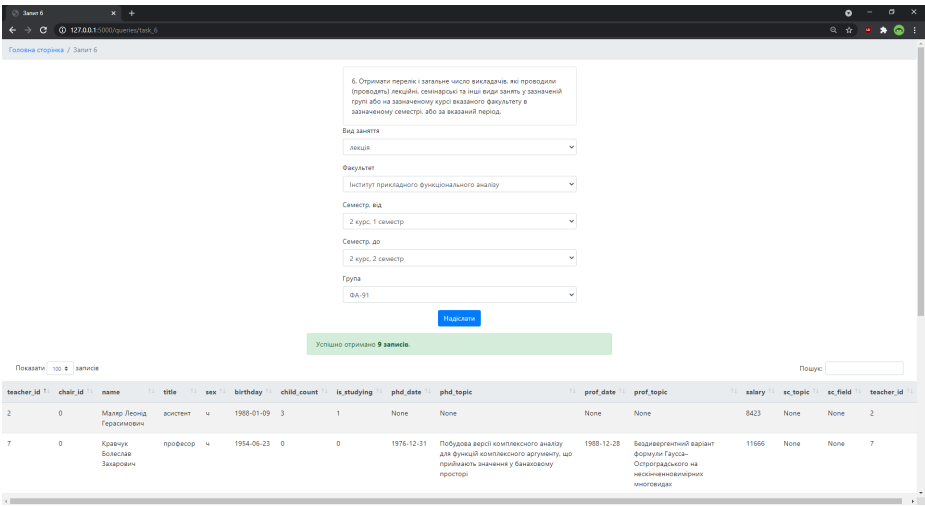 Запит 6
127.0.0.1:5000/queries/task_6
Головна сторінка / Запит 6
6. Отримати перелік і загальне число викладачів, які проводили
(проводять) лекційні, семінарські та інші види занять у зазначеній
групі або на зазначеному курсі вказаного факультету в
зазначеному семестрі, або за вказаний період.
Вид заняття
лекція
Факультет
Інститут прикладного функціонального аналізу
Семестр, від
2 курс, 1 семестр
Семестр, до
2 курс, 2 семестр
Група
ФА-91
Надіслати
Успішно отримано 9 записів.
Показати 100 записів Пошук:
teacher_id chair_id name title sex birthday child_count is_studying phd_date phd_topic prof_date prof_topic salary sc_topic sc_field teacher_id
2 0 Маляр Леонід асистент ч 1988-01-09 3 1 None None None None 8423 None None 2
Герасимович
7 0 Кравчук професор ч 1954-06-23 0 0 1976-12-31 Побудова версії комплексного аналізу 1988-12-28 Бездивергентний варіант 11666 None None 7
Болеслав для функцій комплексного аргументу, що формули Гаусса–
Захарович приймають значення у банаховому Остроградського на
просторі нескінченновимірних
многовидах